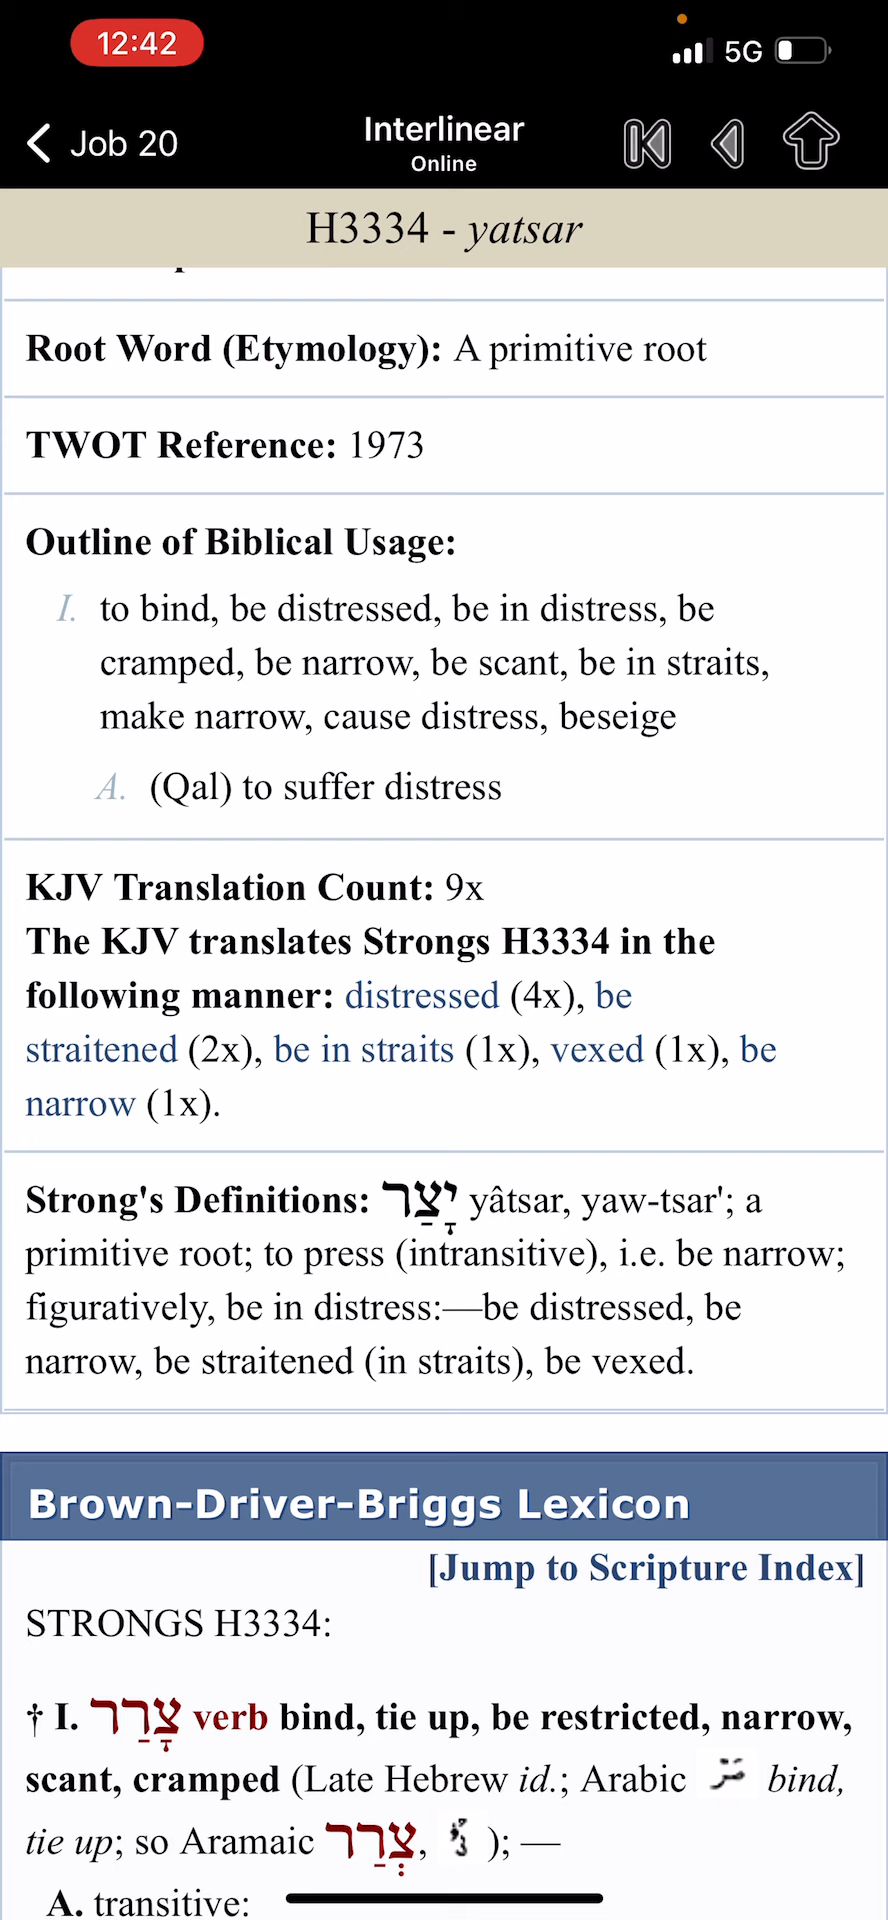 12:42
5G
Job 20
Interlinear
Online
H3334 - yatsar
Root Word (Etymology): A primitive root
TWOT Reference: 1973
Outline of Biblical Usage:
I. to bind, be distressed, be in distress, be
cramped, be narrow, be scant, be in straits,
make narrow, cause distress, beseige
A. (Qal) to suffer distress
KJV Translation Count: 9x
The KJV translates Strongs H3334 in the
following manner: distressed (4x), be
straitened (2x), be in straits (1x), vexed (1x), be
narrow (1x).
Strong's Definitions: יָצַר yâtsar, yaw-tsar'; a
primitive root; to press (intransitive), i.e. be narrow;
figuratively, be in distress:—be distressed, be
narrow, be straitened (in straits), be vexed.
Brown-Driver-Briggs Lexicon
[Jump to Scripture Index]
STRONGS H3334:
† I. צָרַר verb bind, tie up, be restricted, narrow,
scant, cramped (Late Hebrew id.; Arabic bind,
tie up; so Aramaic צְרַר, ); —
A. transitive: